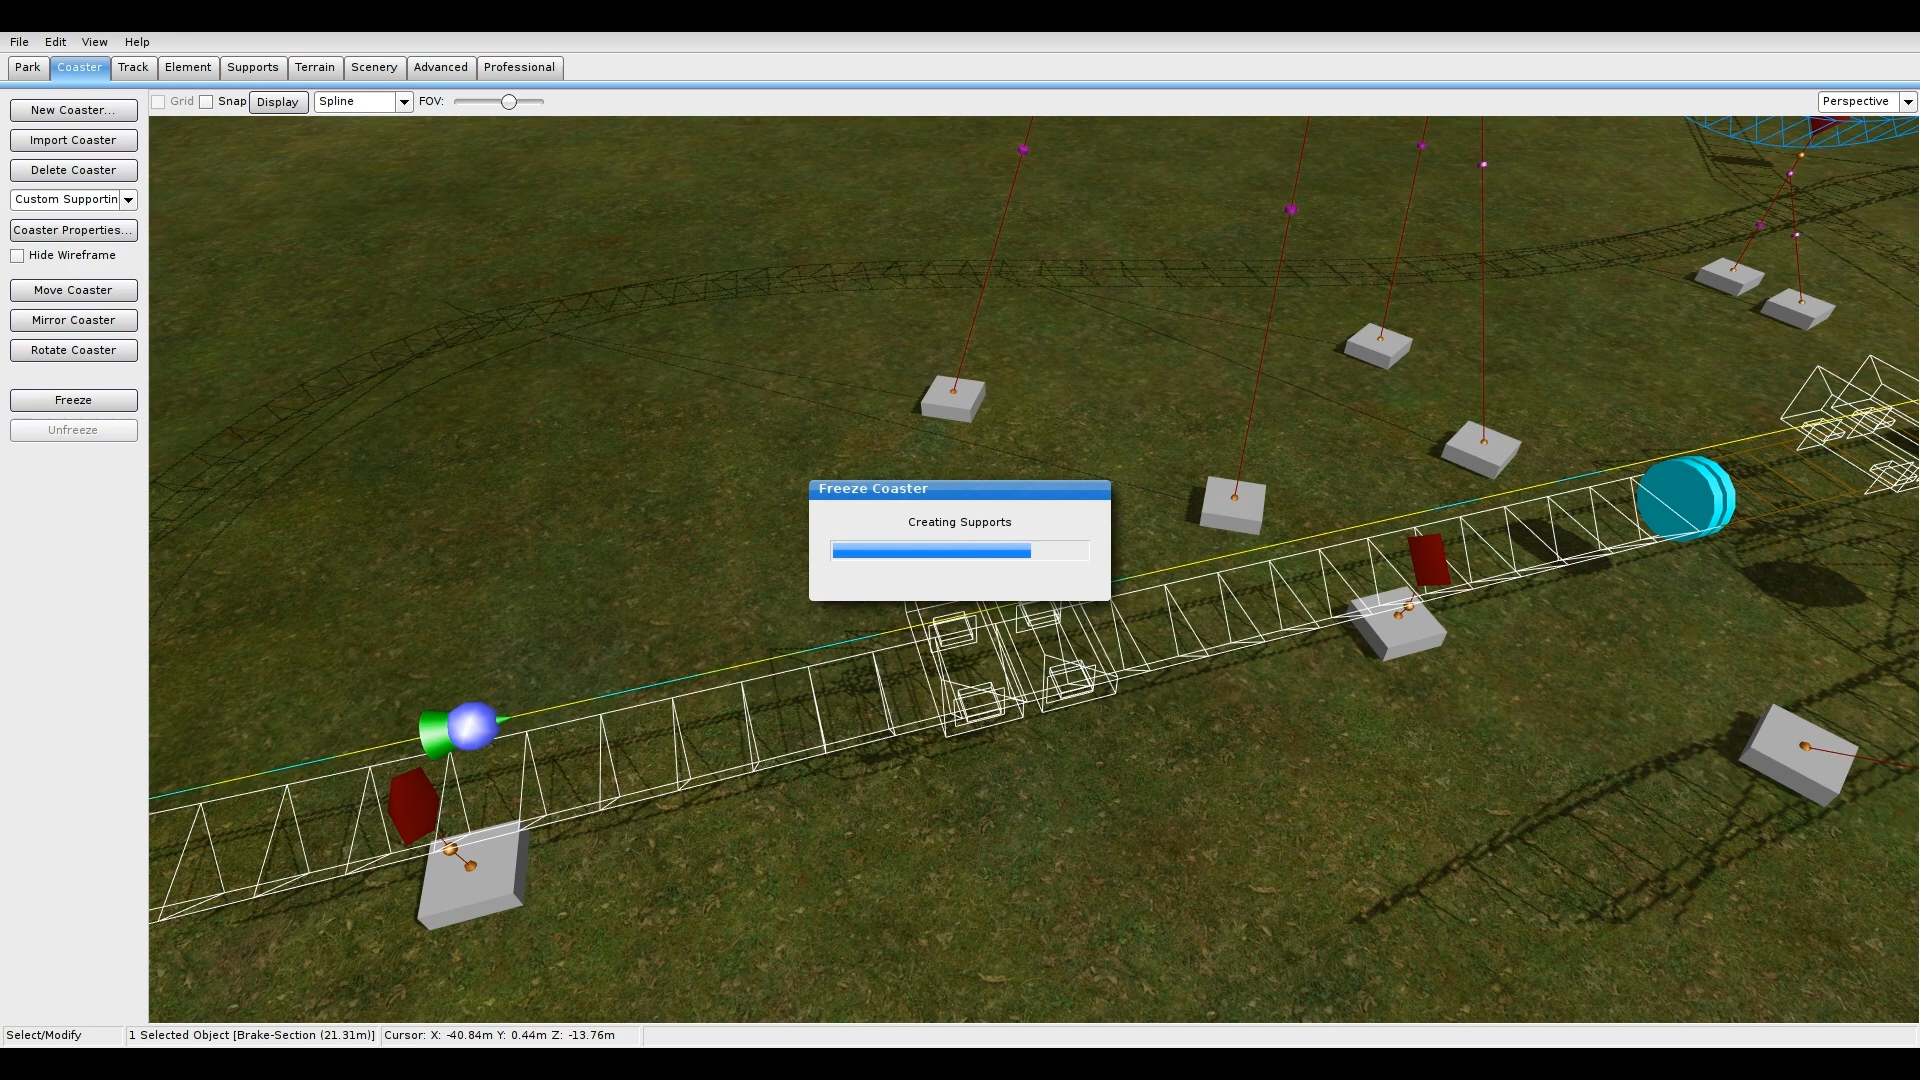 File Edit View Help
Park Coaster Track Element Supports Terrain Scenery Advanced Professional
Grid Snap Display Spline FOV: Perspective
New Coaster...
Import Coaster
Delete Coaster
Custom Supportin
Coaster Properties...
Hide Wireframe
Move Coaster
Mirror Coaster
Rotate Coaster
Freeze
Unfreeze
Freeze Coaster
Creating Supports
Select/Modify 1 Selected Object [Brake-Section (21.31m)] Cursor: X: -40.84m Y: 0.44m Z: -13.76m